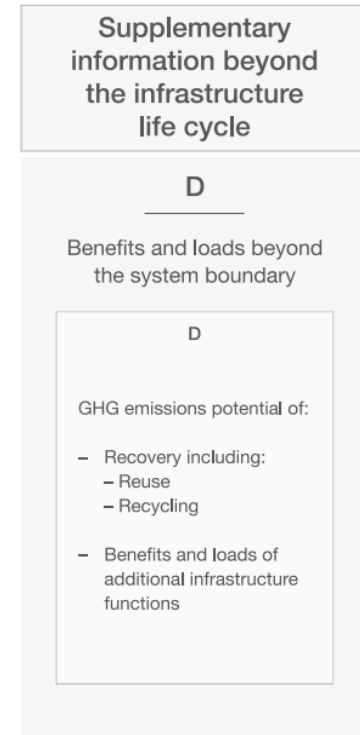 Supplementary
information beyond
the infrastructure
life cycle
D
Benefits and loads beyond
the system boundary
D
GHG emissions potential of:
– Recovery including:
– Reuse
– Recycling
– Benefits and loads of
additional infrastructure
functions